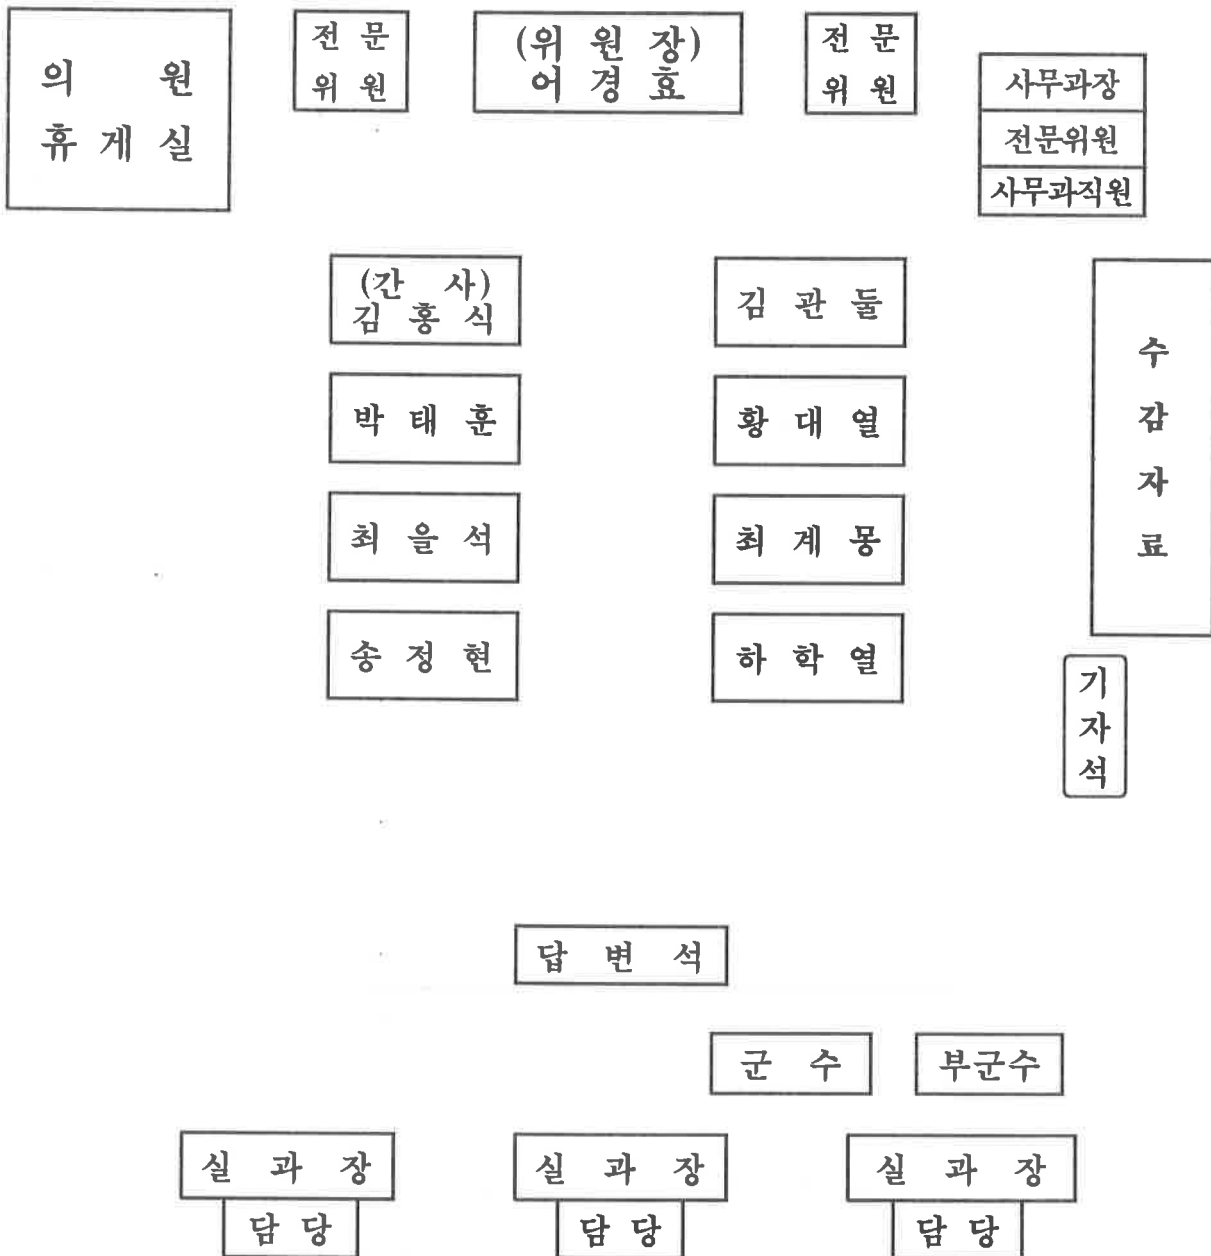 의 원
휴 게 실
전 문
위 원
(위 원 장)
어 경 효
전 문
위 원
사무과장
전문위원
사무과직원
(간 사)
김 홍 식
김 관 둘
수
감
자
료
박 태 훈
황 대 열
최 을 석
최 계 몽
송 정 현
하 학 열
기
자
석
답 변 석
군 수
부군수
실 과 장
실 과 장
실 과 장
담 당
담 당
담 당